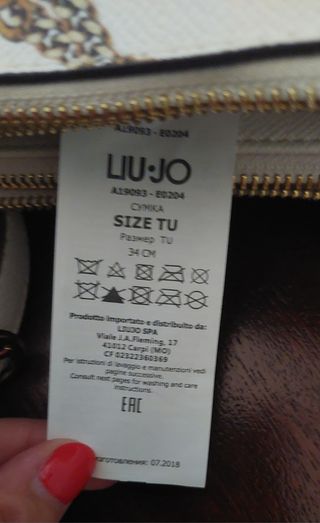 A19093 - E0204
LIU·JO
A19093 - E0204
СУМКА
SIZE TU
Размер TU
34 CM
Prodotto importato e distribuito da:
LIUJO SPA
Viale J.A.Fleming, 17
41012 Carpi (MO)
CF 02322360369
Per istruzioni di lavaggio e manutenzioni vedi
pagine successive.
Consult next pages for washing and care
instructions.
EAC
зготовления: 07.2018